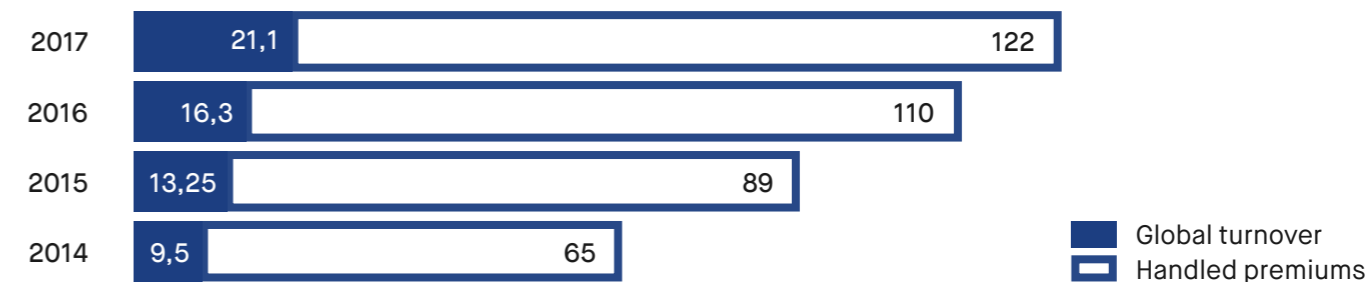 2017 21,1 122
2016 16,3 110
2015 13,25 89
2014 9,5 65
Global turnover
Handled premiums